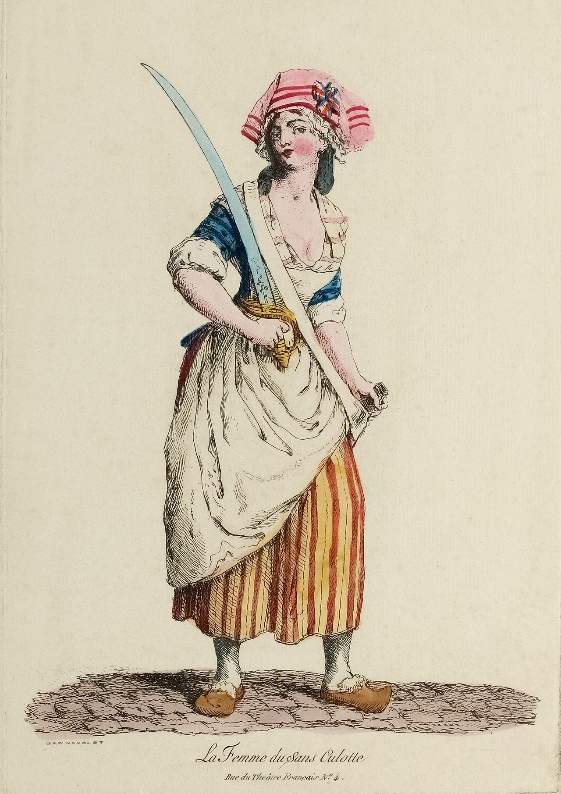 La Femme du Sans Culotte
Rue du Théâtre Français N.º 4.